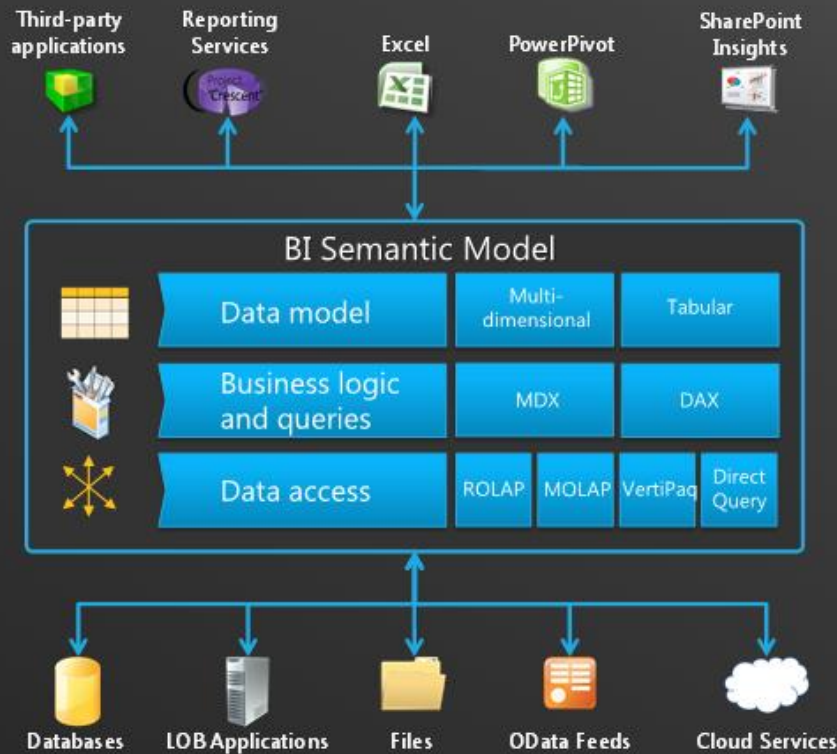 Third-party
applications
Reporting
Services
Excel
PowerPivot
SharePoint
Insights
Project
"Crescent"
BI Semantic Model
Data model
Multi-
dimensional
Tabular
Business logic
and queries
MDX
DAX
Data access
ROLAP
MOLAP
VertiPaq
Direct
Query
Databases
LOB Applications
Files
OData Feeds
Cloud Services